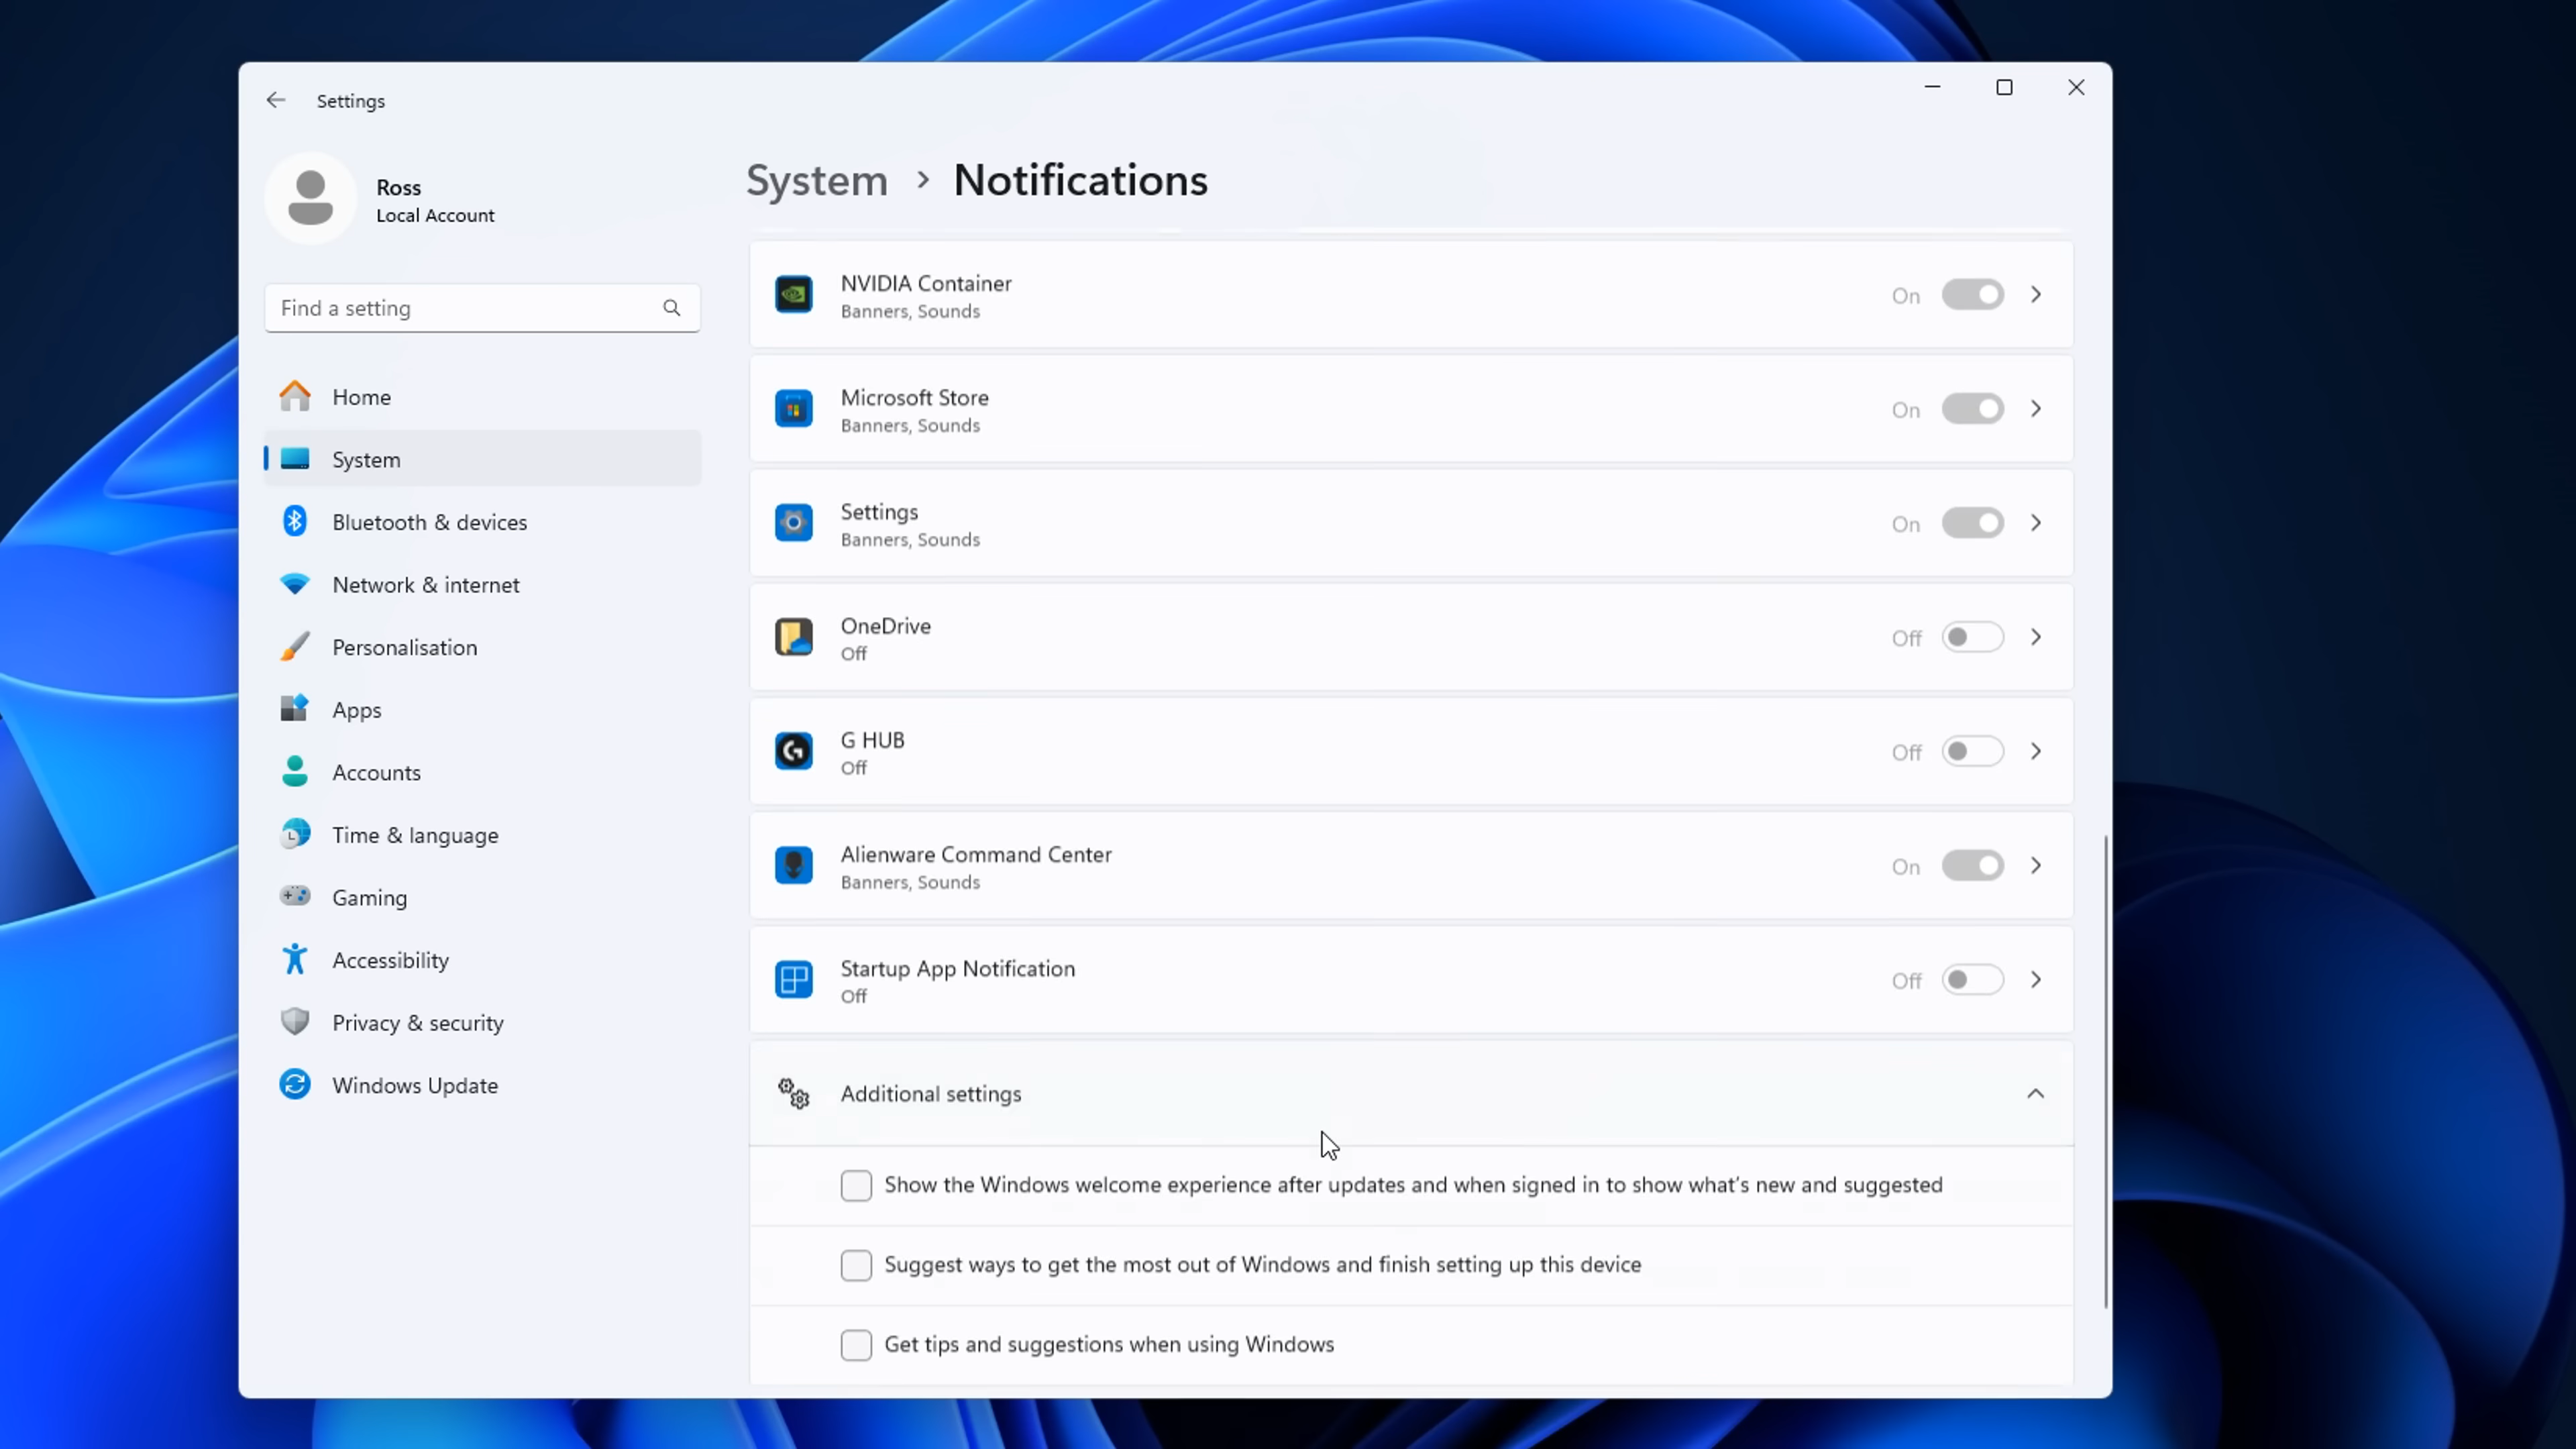 Settings
Ross
Local Account
Find a setting
Home
System
Bluetooth & devices
Network & internet
Personalisation
Apps
Accounts
Time & language
Gaming
Accessibility
Privacy & security
Windows Update
System > Notifications
NVIDIA Container
Banners, Sounds
On
Microsoft Store
Banners, Sounds
On
Settings
Banners, Sounds
On
OneDrive
Off
Off
G HUB
Off
Off
Alienware Command Center
Banners, Sounds
On
Startup App Notification
Off
Off
Additional settings
Show the Windows welcome experience after updates and when signed in to show what's new and suggested
Suggest ways to get the most out of Windows and finish setting up this device
Get tips and suggestions when using Windows